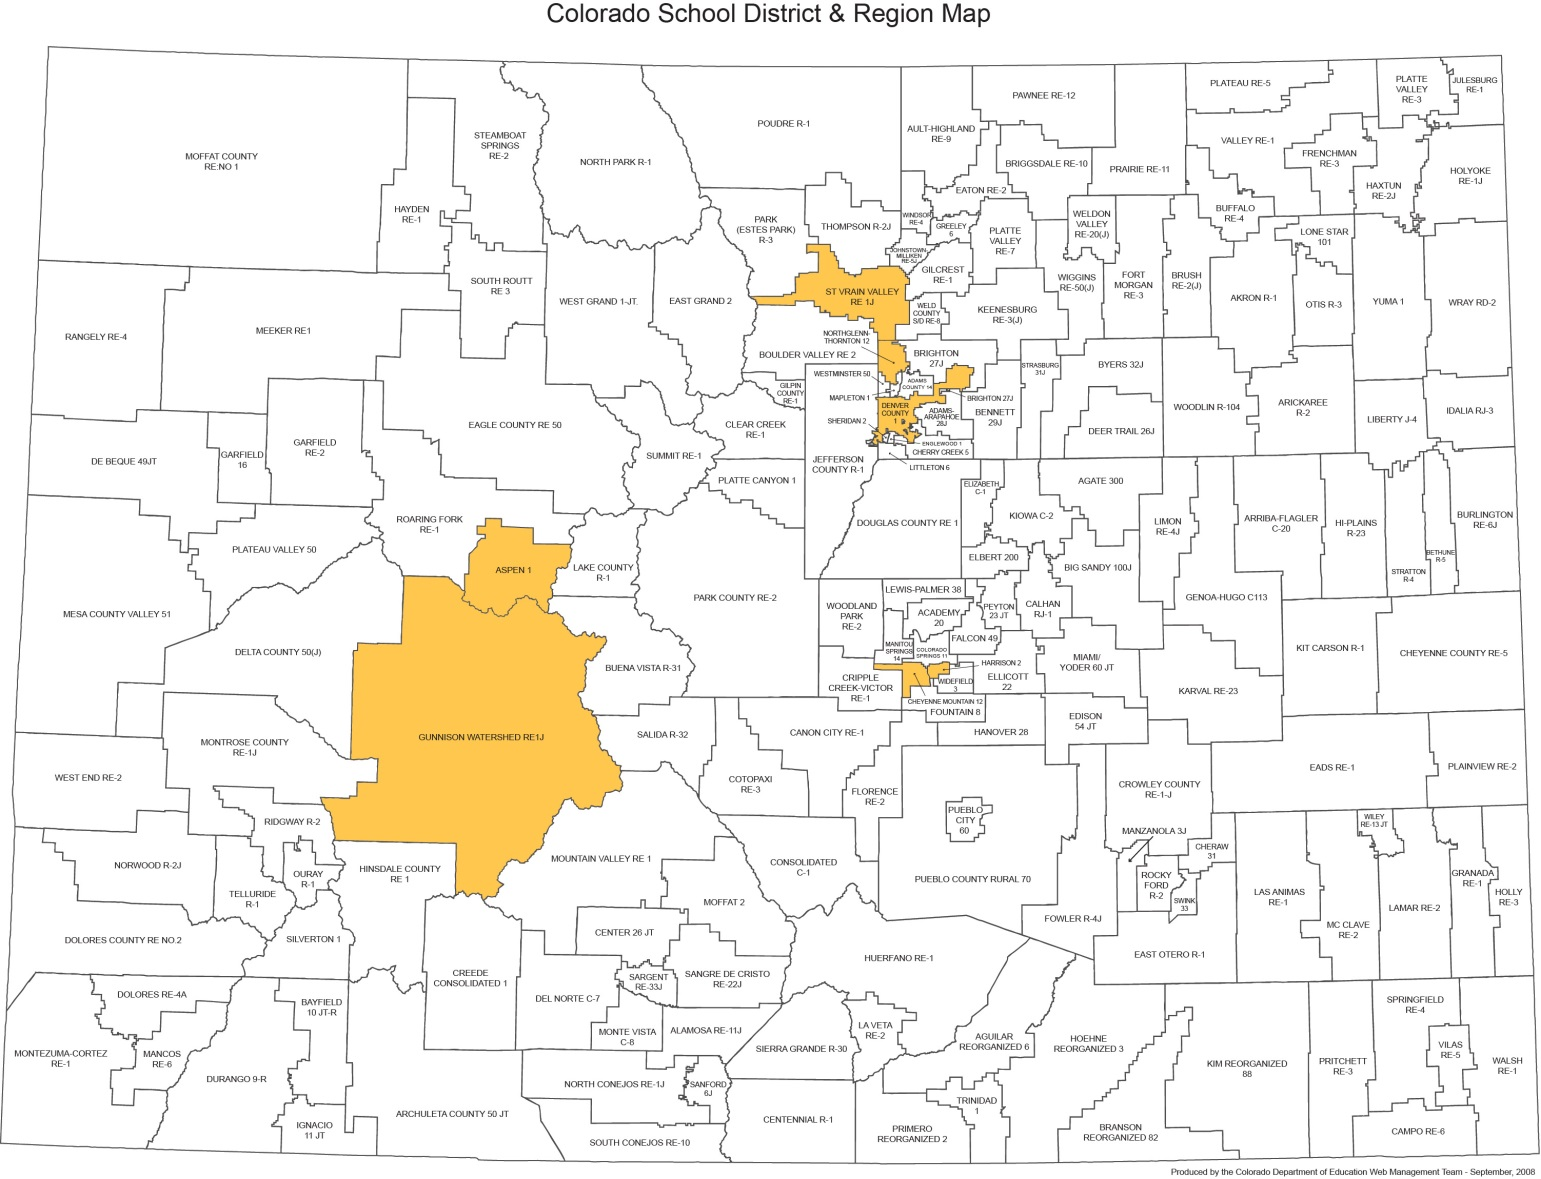 Colorado School District & Region Map
PLATEAU RE-5
PLATTE
VALLEY
RE-3
JULESBURG
RE-1
PAWNEE RE-12
POUDRE R-1
AULT-HIGHLAND
RE-9
STEAMBOAT
SPRINGS
RE-2
VALLEY RE-1
MOFFAT COUNTY
RE:NO 1
NORTH PARK R-1
BRIGGSDALE RE-10
PRAIRIE RE-11
FRENCHMAN
RE-3
HOLYOKE
RE-1J
HAXTUN
RE-2J
EATON RE-2
HAYDEN
RE-1
PARK
(ESTES PARK)
R-3
THOMPSON R-2J
WINDSOR
RE-4
GREELEY
6
PLATTE
VALLEY
RE-7
WELDON
VALLEY
RE-20(J)
BUFFALO
RE-4
LONE STAR
101
JOHNSTOWN-
MILLIKEN
RE-5J
GILCREST
RE-1
SOUTH ROUTT
RE 3
WEST GRAND 1-JT.
EAST GRAND 2
ST VRAIN VALLEY
RE 1J
WIGGINS
RE-50(J)
FORT
MORGAN
RE-3
BRUSH
RE-2(J)
AKRON R-1
OTIS R-3
YUMA 1
WRAY RD-2
WELD
COUNTY
S/D RE-8
KEENESBURG
RE-3(J)
RANGELY RE-4
MEEKER RE1
NORTHGLENN-
THORNTON 12
BOULDER VALLEY RE 2
BRIGHTON
27J
STRASBURG
31J
BYERS 32J
WESTMINSTER 50
ADAMS
COUNTY 14
GILPIN
COUNTY
RE-1
MAPLETON 1
BRIGHTON 27J
DENVER
COUNTY
1
ADAMS-
ARAPAHOE
28J
BENNETT
29J
WOODLIN R-104
ARICKAREE
R-2
LIBERTY J-4
IDALIA RJ-3
SHERIDAN 2
CLEAR CREEK
RE-1
EAGLE COUNTY RE 50
DEER TRAIL 26J
ENGLEWOOD 1
CHERRY CREEK 5
GARFIELD
RE-2
GARFIELD
16
DE BEQUE 49JT
SUMMIT RE-1
JEFFERSON
COUNTY R-1
LITTLETON 6
PLATTE CANYON 1
ELIZABETH
C-1
AGATE 300
ROARING FORK
RE-1
DOUGLAS COUNTY RE 1
KIOWA C-2
LIMON
RE-4J
ARRIBA-FLAGLER
C-20
HI-PLAINS
R-23
BURLINGTON
RE-6J
PLATEAU VALLEY 50
ELBERT 200
BIG SANDY 100J
STRATTON
R-4
BETHUNE
R-5
ASPEN 1
LAKE COUNTY
R-1
LEWIS-PALMER 38
PARK COUNTY RE-2
WOODLAND
PARK
RE-2
ACADEMY
20
PEYTON
23 JT
CALHAN
RJ-1
GENOA-HUGO C113
MESA COUNTY VALLEY 51
FALCON 49
MANITOU
SPRINGS
14
COLORADO
SPRINGS 11
DELTA COUNTY 50(J)
BUENA VISTA R-31
HARRISON 2
MIAMI/
YODER 60 JT
KIT CARSON R-1
CHEYENNE COUNTY RE-5
CRIPPLE
CREEK-VICTOR
RE-1
WIDEFIELD
3
ELLICOTT
22
KARVAL RE-23
CHEYENNE MOUNTAIN 12
FOUNTAIN 8
EDISON
54 JT
GUNNISON WATERSHED RE1J
SALIDA R-32
CANON CITY RE-1
HANOVER 28
MONTROSE COUNTY
RE-1J
WEST END RE-2
COTOPAXI
RE-3
FLORENCE
RE-2
CROWLEY COUNTY
RE-1-J
EADS RE-1
PLAINVIEW RE-2
PUEBLO
CITY
60
RIDGWAY R-2
MANZANOLA 3J
WILEY
RE-13 JT
CHERAW
31
NORWOOD R-2J
HINSDALE COUNTY
RE 1
MOUNTAIN VALLEY RE 1
CONSOLIDATED
C-1
PUEBLO COUNTY RURAL 70
ROCKY
FORD
R-2
SWINK
33
OURAY
R-1
TELLURIDE
R-1
MOFFAT 2
LAS ANIMAS
RE-1
GRANADA
RE-1
HOLLY
RE-3
LAMAR RE-2
MC CLAVE
RE-2
FOWLER R-4J
DOLORES COUNTY RE NO.2
SILVERTON 1
CENTER 26 JT
HUERFANO RE-1
EAST OTERO R-1
CREEDE
CONSOLIDATED 1
SARGENT
RE-33J
SANGRE DE CRISTO
RE-22J
DOLORES RE-4A
BAYFIELD
10 JT-R
DEL NORTE C-7
SPRINGFIELD
RE-4
MONTE VISTA
C-8
ALAMOSA RE-11J
LA VETA
RE-2
MONTEZUMA-CORTEZ
RE-1
MANCOS
RE-6
SIERRA GRANDE R-30
AGUILAR
REORGANIZED 6
HOEHNE
REORGANIZED 3
VILAS
RE-5
KIM REORGANIZED
88
PRITCHETT
RE-3
WALSH
RE-1
DURANGO 9-R
NORTH CONEJOS RE-1J
SANFORD
6J
TRINIDAD
1
ARCHULETA COUNTY 50 JT
CENTENNIAL R-1
IGNACIO
11 JT
SOUTH CONEJOS RE-10
PRIMERO
REORGANIZED 2
BRANSON
REORGANIZED 82
CAMPO RE-6
Produced by the Colorado Department of Education Web Management Team - September, 2008